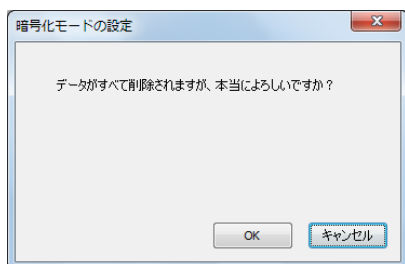 暗号化モードの設定
データがすべて削除されますが、本当によろしいですか？
OK
キャンセル